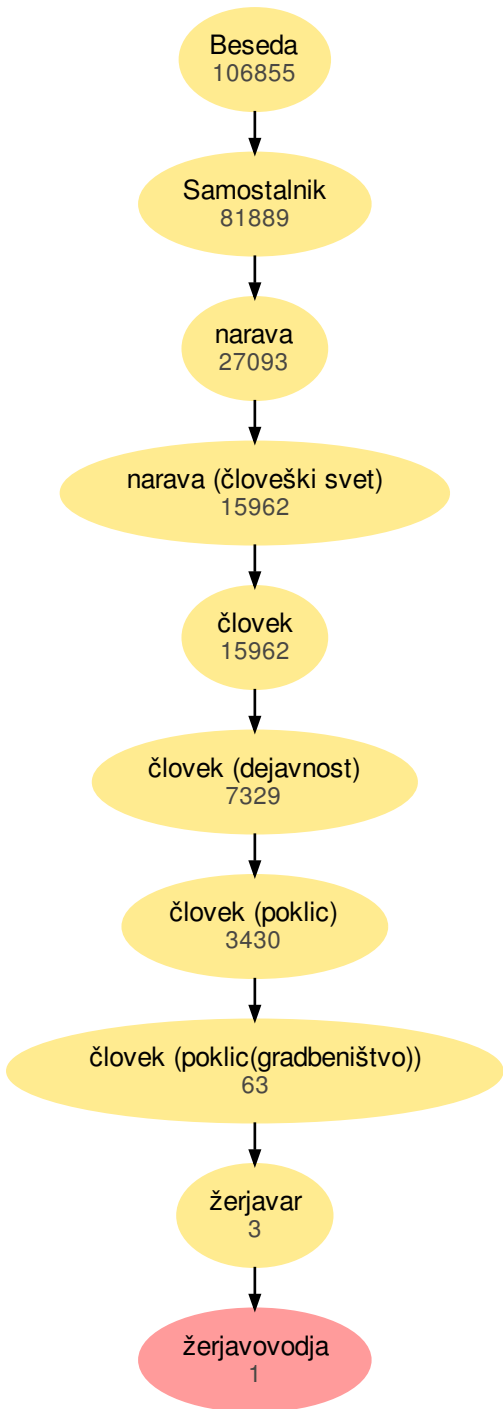 Beseda
106855
Samostalnik
81889
narava
27093
narava (človeški svet)
15962
človek
15962
človek (dejavnost)
7329
človek (poklic)
3430
človek (poklic(gradbeništvo))
63
žerjavar
3
žerjavovodja
1